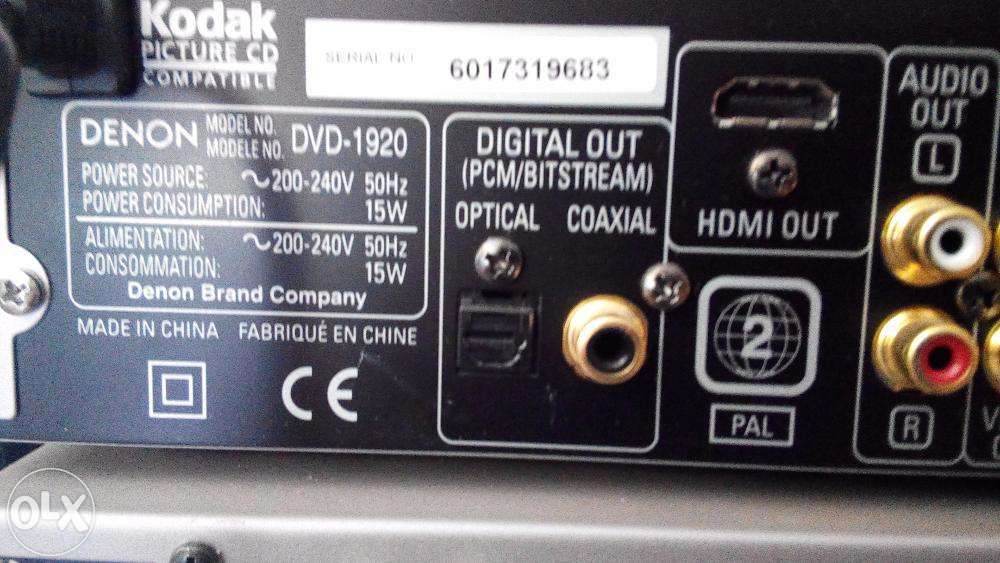 Kodak
PICTURE CD
COMPATIBLE
SERIAL NO.
6017319683
DENON MODEL NO. MODELE NO. DVD-1920
POWER SOURCE: ~200-240V 50Hz
POWER CONSUMPTION: 15W
ALIMENTATION: ~200-240V 50Hz
CONSOMMATION: 15W
Denon Brand Company
MADE IN CHINA FABRIQUÉ EN CHINE
CE
DIGITAL OUT
(PCM/BITSTREAM)
OPTICAL COAXIAL
HDMI OUT
2
PAL
AUDIO
OUT
L
R
OLX